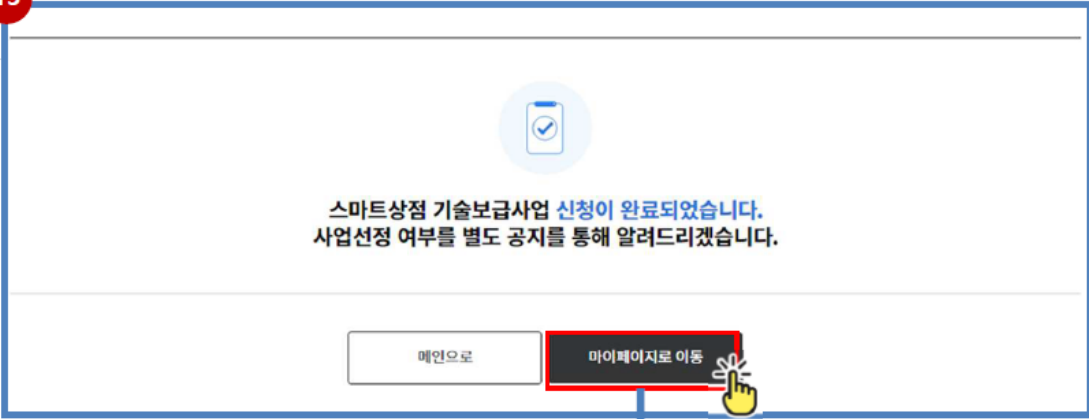 스마트상점 기술보급사업 신청이 완료되었습니다.
사업선정 여부를 별도 공지를 통해 알려드리겠습니다.
메인으로
마이페이지로 이동